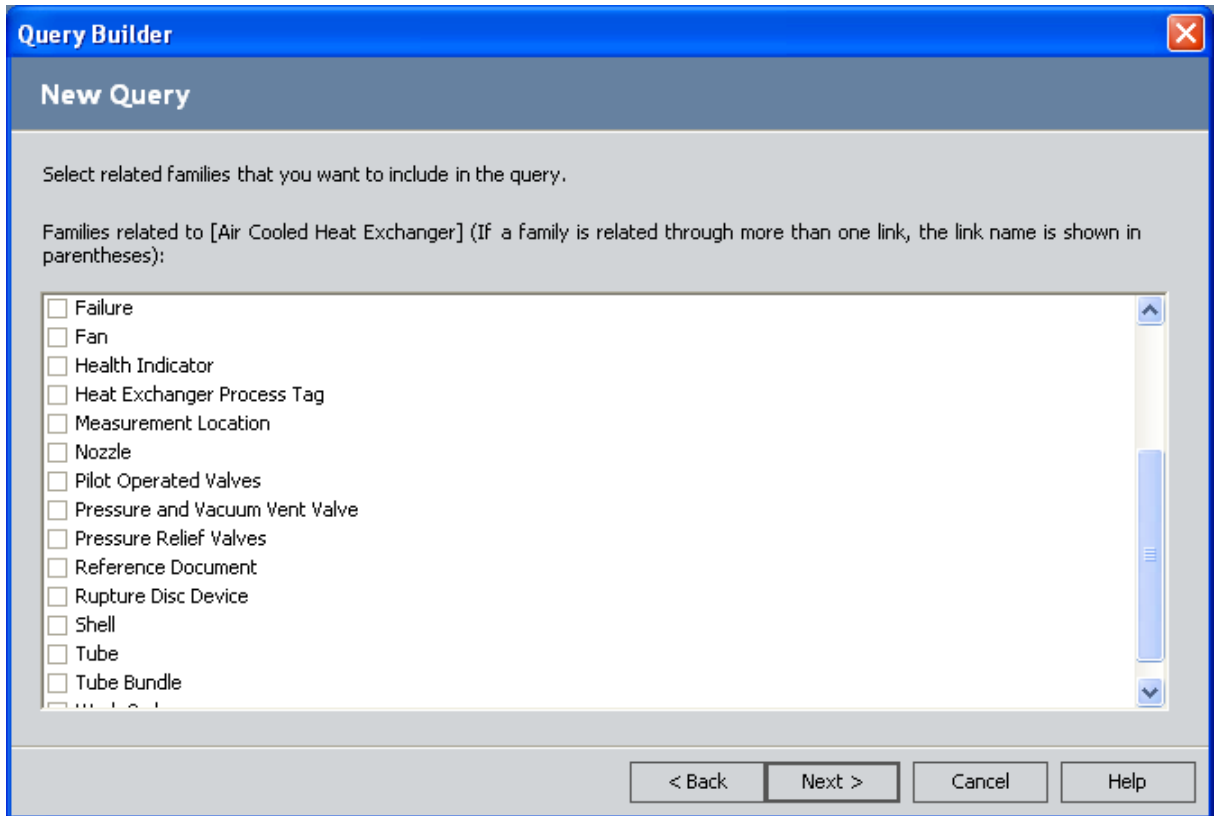 Query Builder
New Query
Select related families that you want to include in the query.
Families related to [Air Cooled Heat Exchanger] (If a family is related through more than one link, the link name is shown in
parentheses):
Failure
Fan
Health Indicator
Heat Exchanger Process Tag
Measurement Location
Nozzle
Pilot Operated Valves
Pressure and Vacuum Vent Valve
Pressure Relief Valves
Reference Document
Rupture Disc Device
Shell
Tube
Tube Bundle
< Back Next > Cancel Help